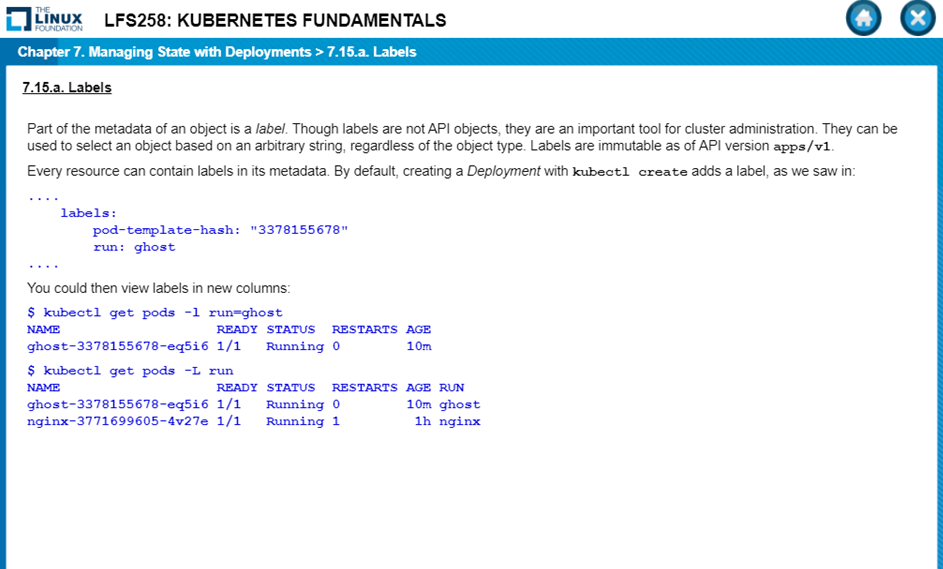 THE
LINUX
FOUNDATION
LFS258: KUBERNETES FUNDAMENTALS
Chapter 7. Managing State with Deployments > 7.15.a. Labels
7.15.a. Labels
Part of the metadata of an object is a label. Though labels are not API objects, they are an important tool for cluster administration. They can be
used to select an object based on an arbitrary string, regardless of the object type. Labels are immutable as of API version apps/v1.
Every resource can contain labels in its metadata. By default, creating a Deployment with kubectl create adds a label, as we saw in:
....
    labels:
        pod-template-hash: "3378155678"
        run: ghost
....
You could then view labels in new columns:
$ kubectl get pods -l run=ghost
NAME                   READY STATUS  RESTARTS AGE
ghost-3378155678-eq5i6 1/1   Running 0        10m
$ kubectl get pods -L run
NAME                   READY STATUS  RESTARTS AGE RUN
ghost-3378155678-eq5i6 1/1   Running 0        10m ghost
nginx-3771699605-4v27e 1/1   Running 1         1h nginx